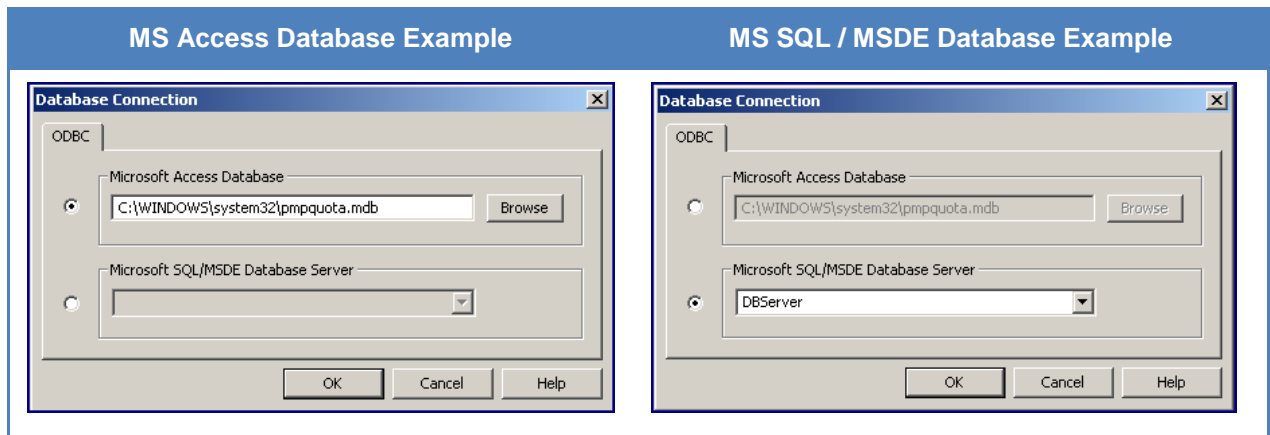 MS Access Database Example
Database Connection
ODBC
Microsoft Access Database
C:\WINDOWS\system32\pmpquota.mdb
Browse
Microsoft SQL/MSDE Database Server
OK Cancel Help
MS SQL / MSDE Database Example
Database Connection
ODBC
Microsoft Access Database
C:\WINDOWS\system32\pmpquota.mdb
Browse
Microsoft SQL/MSDE Database Server
DBServer
OK Cancel Help